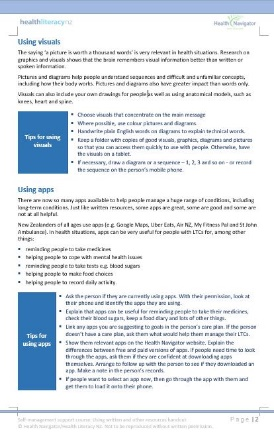 healthliteracynz
Health Navigator
Using visuals
The saying 'a picture is worth a thousand words' is very relevant in health situations. Research on
graphics and visuals shows that the brain remembers visual information better than written or
spoken information.
Pictures and diagrams help people understand sequences and difficult and unfamiliar concepts,
including how their body works. Pictures and diagrams also have greater impact than words only.
Visuals can also include your own drawings for people as well as using anatomical models, such as
knees, heart and spine.
Tips for using
visuals
• Choose visuals that concentrate on the main message
• Where possible, use colour pictures and diagrams
• Handwrite plain English words on diagrams to explain clinical words.
• Keep a folder with copies of good visuals, graphics, diagrams and pictures
so that you can access them quickly to use with people. Otherwise, have
the visuals on a tablet.
• If necessary, draw a diagram or a sequence – 1, 2, 3 and so on – or record
the sequence on the person's mobile phone.
Using apps
There are now so many apps available to help people manage a huge range of conditions, including
long-term conditions. Just like written resources, some apps are great, some are good and some are
not at all helpful.
New Zealanders of all ages use apps (e.g. Google Maps, Uber Eats, Air NZ, My Fitness Pal and St John
Ambulance). In health situations, apps can be very useful for people with LTCs for, among other
things:
• reminding people to take medicines
• helping people to cope with mental health issues
• reminding people to take tests e.g. blood sugars
• helping people to make food choices
• helping people to record daily activity.
Tips for
using apps
• Ask the person if they are currently using apps. With their permission, look at
their phone and identify the apps they are using.
• Explain that apps can be useful for reminding people to take their medicines,
check their blood sugars, keep a food diary and lots of other things.
• Link any apps you are suggesting to goals in the person's care plan. If the person
doesn't have a care plan, ask them what would help them manage their LTCs.
• Show them relevant apps on the Health Navigator website. Explain the
differences between free and paid versions of apps. If people need time to look
through the apps, ask them if they are confident at downloading apps
themselves. Arrange to follow up with the person to see if they downloaded an
app. Make a note in the person's records.
• If people want to select an app now, then go through the app with them and
get them to load it onto their phone.
Page | 12